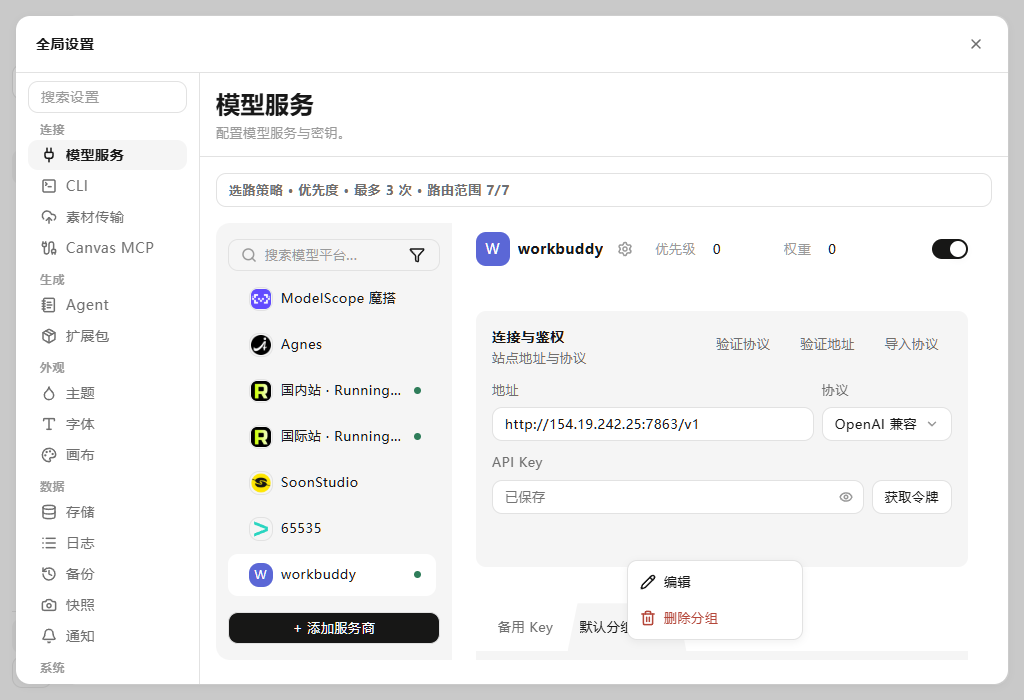 全局设置
搜索设置
连接
模型服务
CLI
素材传输
Canvas MCP
生成
Agent
扩展包
外观
主题
字体
画布
数据
存储
日志
备份
快照
通知
系统
模型服务
配置模型服务与密钥。
选路策略 • 优先度 • 最多 3 次 • 路由范围 7/7
搜索模型平台...
ModelScope 魔搭
Agnes
国内站 · Running...
国际站 · Running...
SoonStudio
65535
W workbuddy
+ 添加服务商
W workbuddy 优先级 0 权重 0
连接与鉴权
站点地址与协议
验证协议 验证地址 导入协议
地址 协议
http://154.19.242.25:7863/v1 OpenAI 兼容
API Key
已保存 获取令牌
备用 Key 默认分组
编辑
删除分组